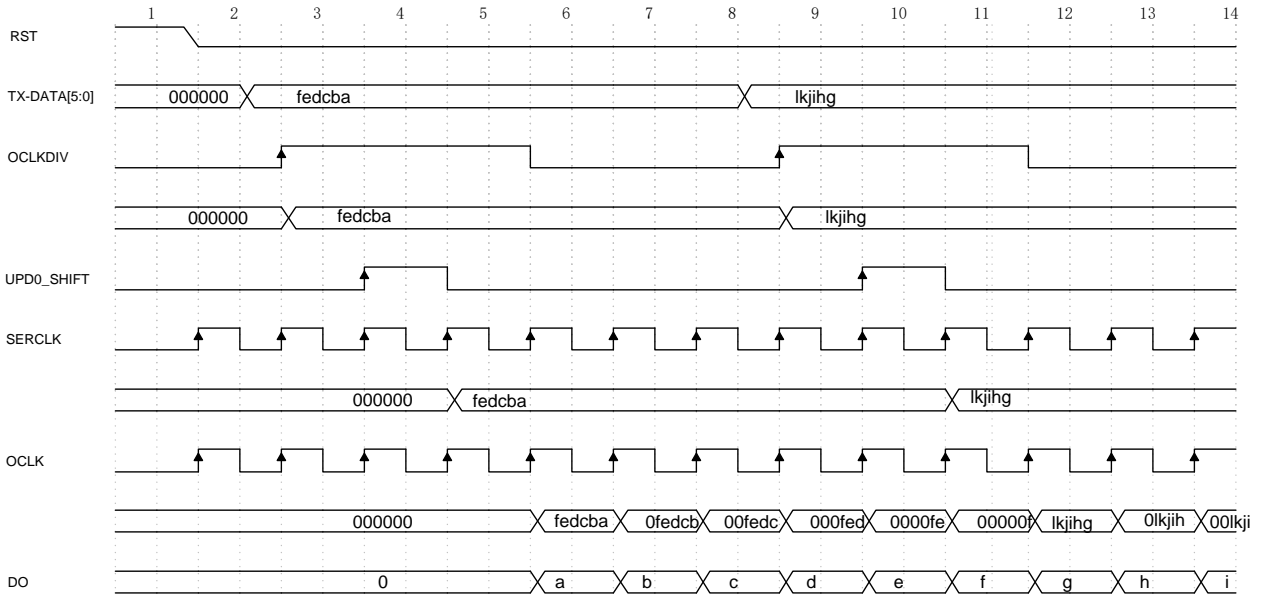 1 2 3 4 5 6 7 8 9 10 11 12 13 14
RST
TX-DATA[5:0] 000000 fedcba lkjihg
OCLKDIV
000000 fedcba lkjihg
UPD0_SHIFT
SERCLK
000000 fedcba lkjihg
OCLK
000000 fedcba 0fedcb 00fedc 000fed 0000fe 00000f lkjihg 0lkjih 00lkji
DO 0 a b c d e f g h i